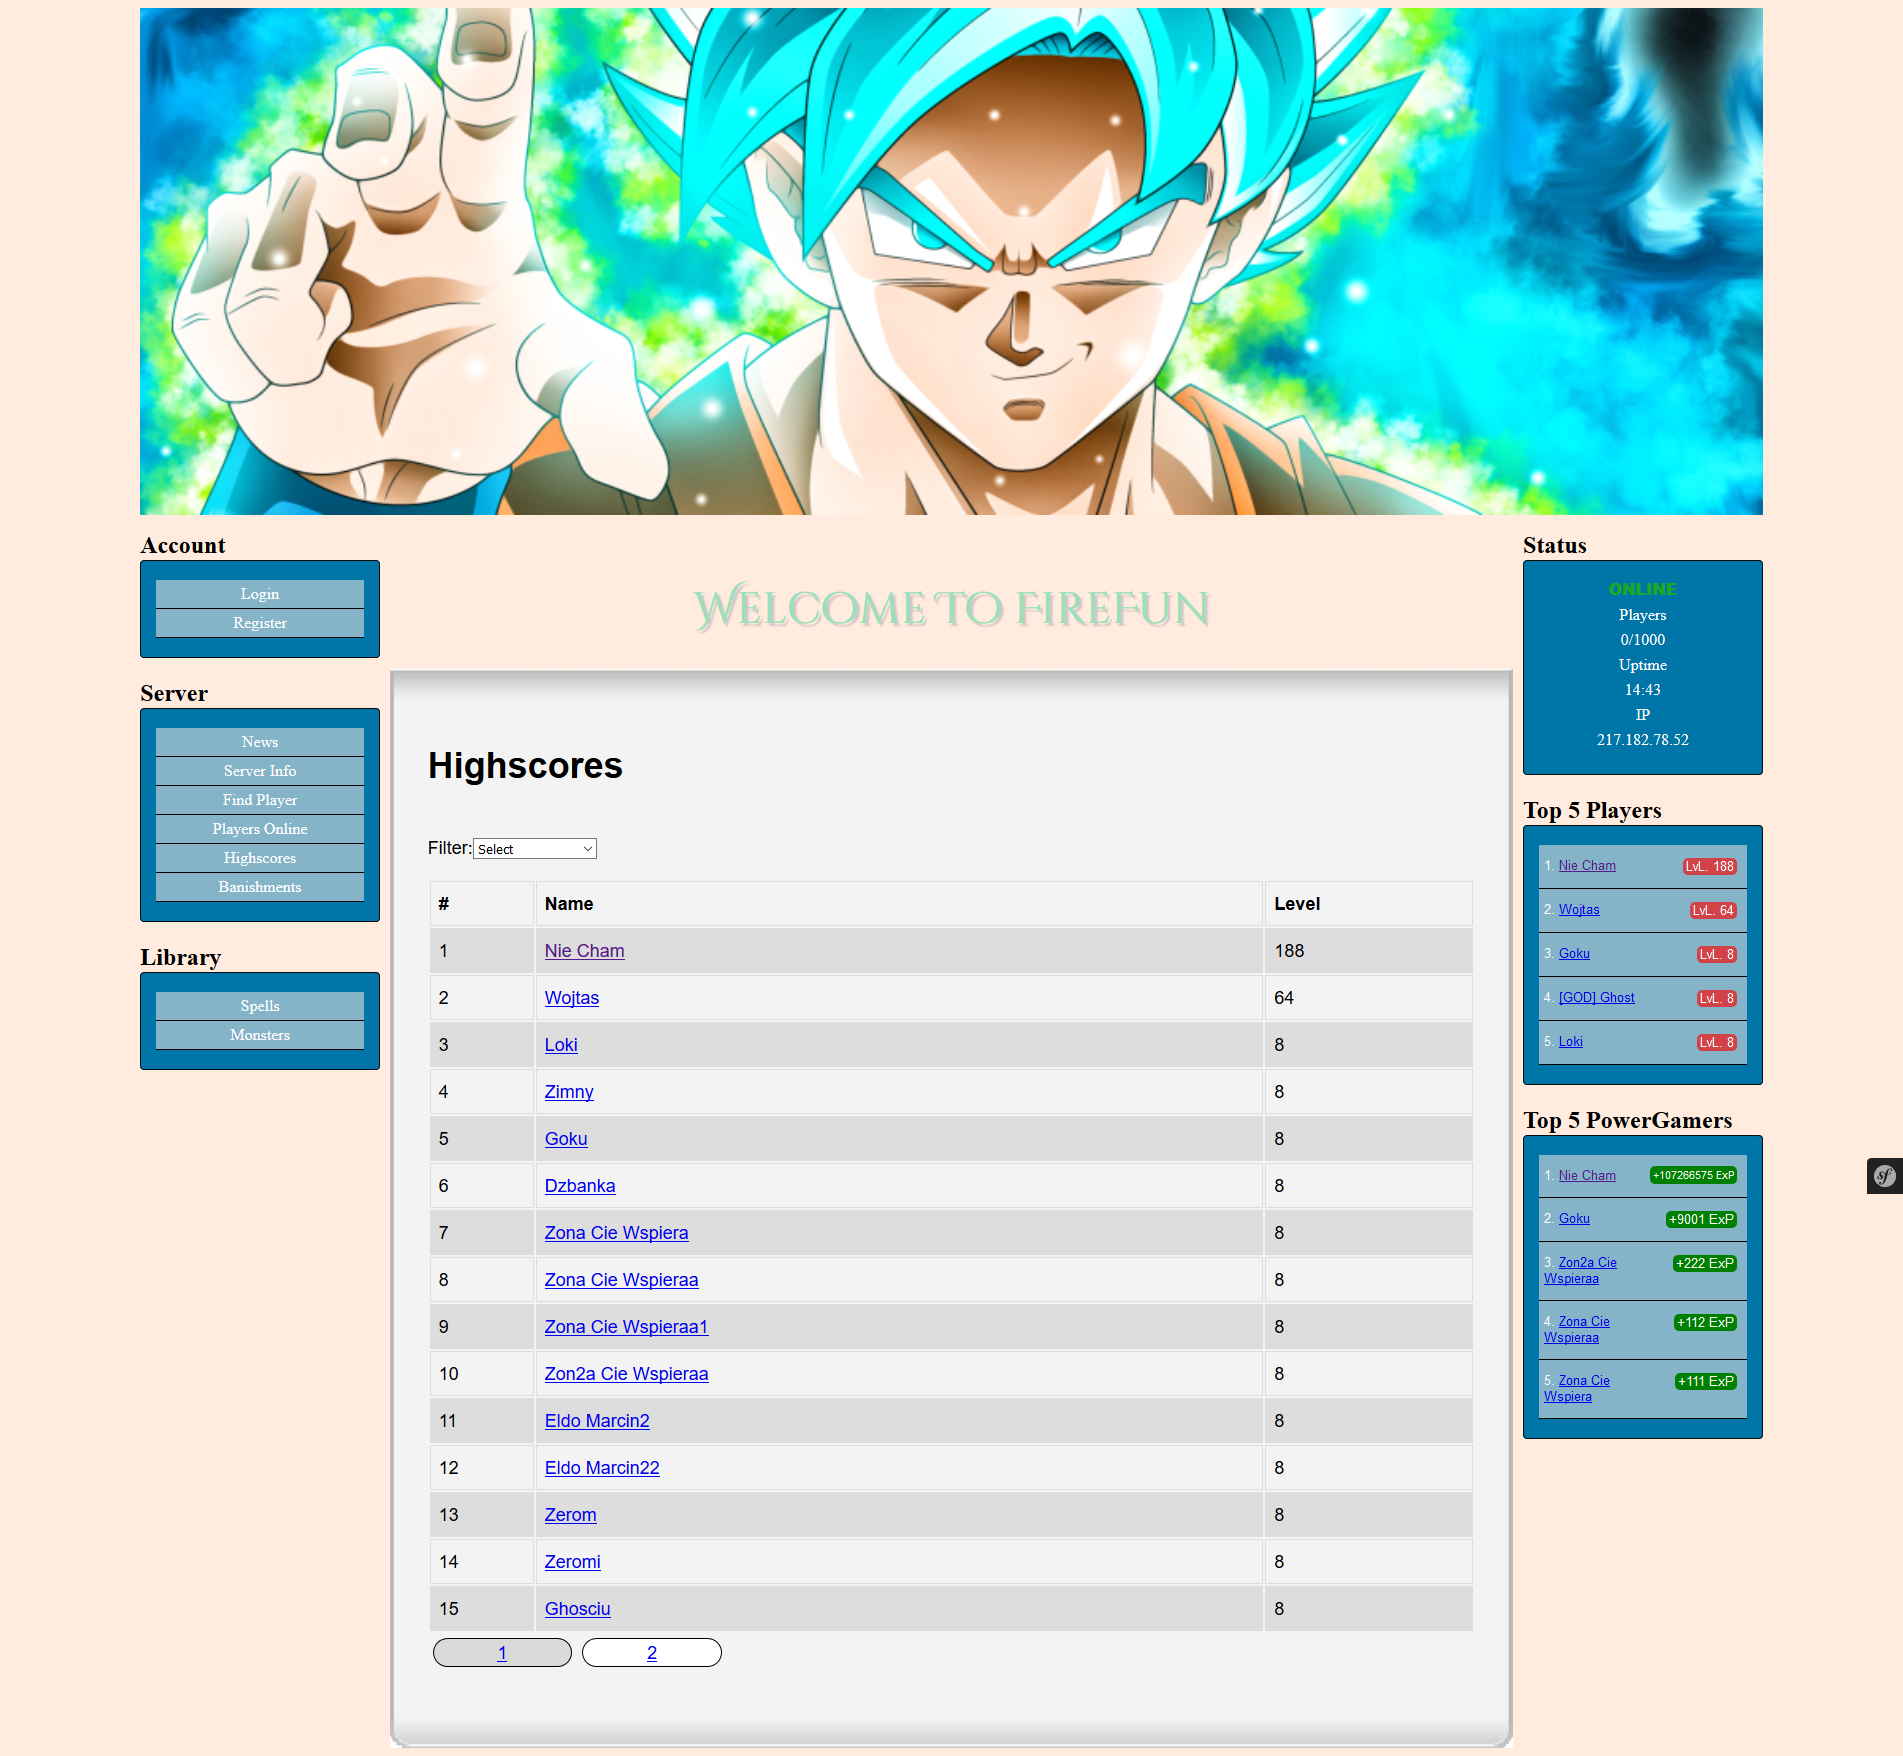 Account
Login
Register
Server
News
Server Info
Find Player
Players Online
Highscores
Banishments
Library
Spells
Monsters
Welcome To FireFun
Highscores
Filter: Select
# Name Level
1 Nie Cham 188
2 Wojtas 64
3 Loki 8
4 Zimny 8
5 Goku 8
6 Dzbanka 8
7 Zona Cie Wspiera 8
8 Zona Cie Wspieraa 8
9 Zona Cie Wspieraa1 8
10 Zon2a Cie Wspieraa 8
11 Eldo Marcin2 8
12 Eldo Marcin22 8
13 Zerom 8
14 Zeromi 8
15 Ghosciu 8
1 2
Status
ONLINE
Players
0/1000
Uptime
14:43
IP
217.182.78.52
Top 5 Players
1. Nie Cham LvL. 188
2. Wojtas LvL. 64
3. Goku LvL. 8
4. [GOD] Ghost LvL. 8
5. Loki LvL. 8
Top 5 PowerGamers
1. Nie Cham +107266575 ExP
2. Goku +9001 ExP
3. Zon2a Cie +222 ExP
Wspieraa
4. Zona Cie +112 ExP
Wspieraa
5. Zona Cie +111 ExP
Wspiera
sf